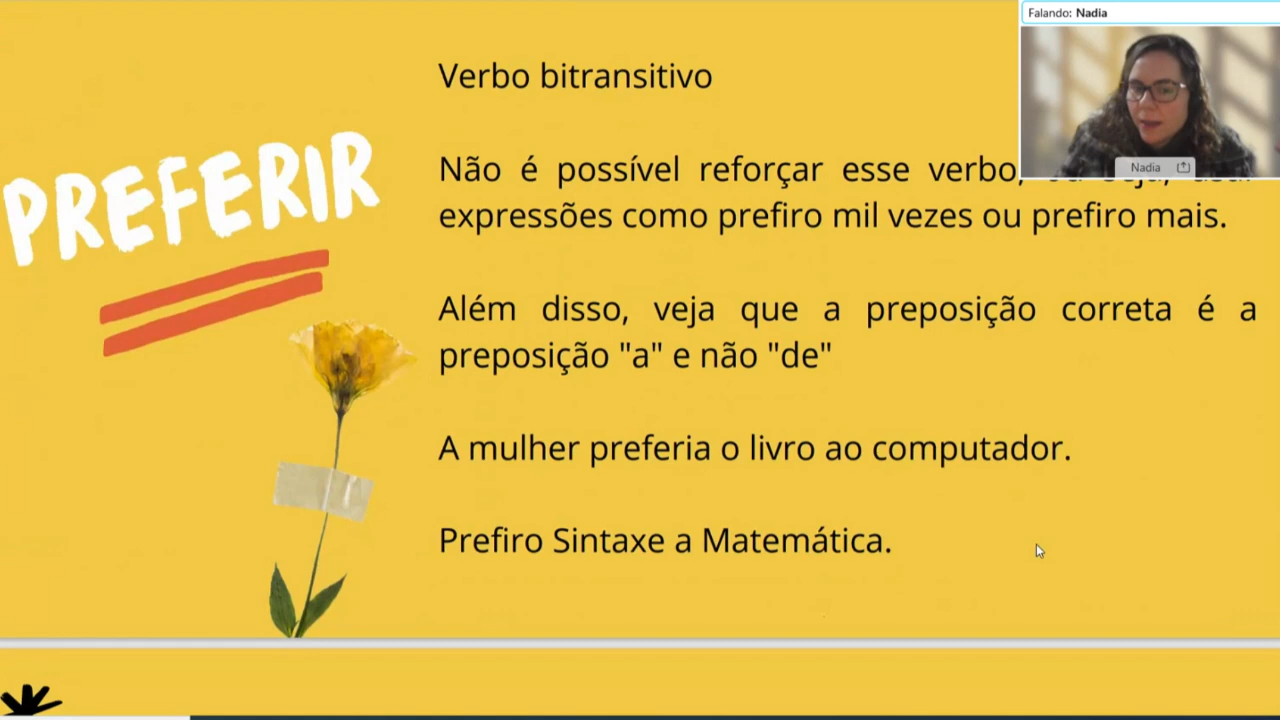 Falando: Nadia
Nadia
PREFERIR
Verbo bitransitivo
Não é possível reforçar esse verbo,
expressões como prefiro mil vezes ou prefiro mais.
Além disso, veja que a preposição correta é a
preposição "a" e não "de"
A mulher preferia o livro ao computador.
Prefiro Sintaxe a Matemática.